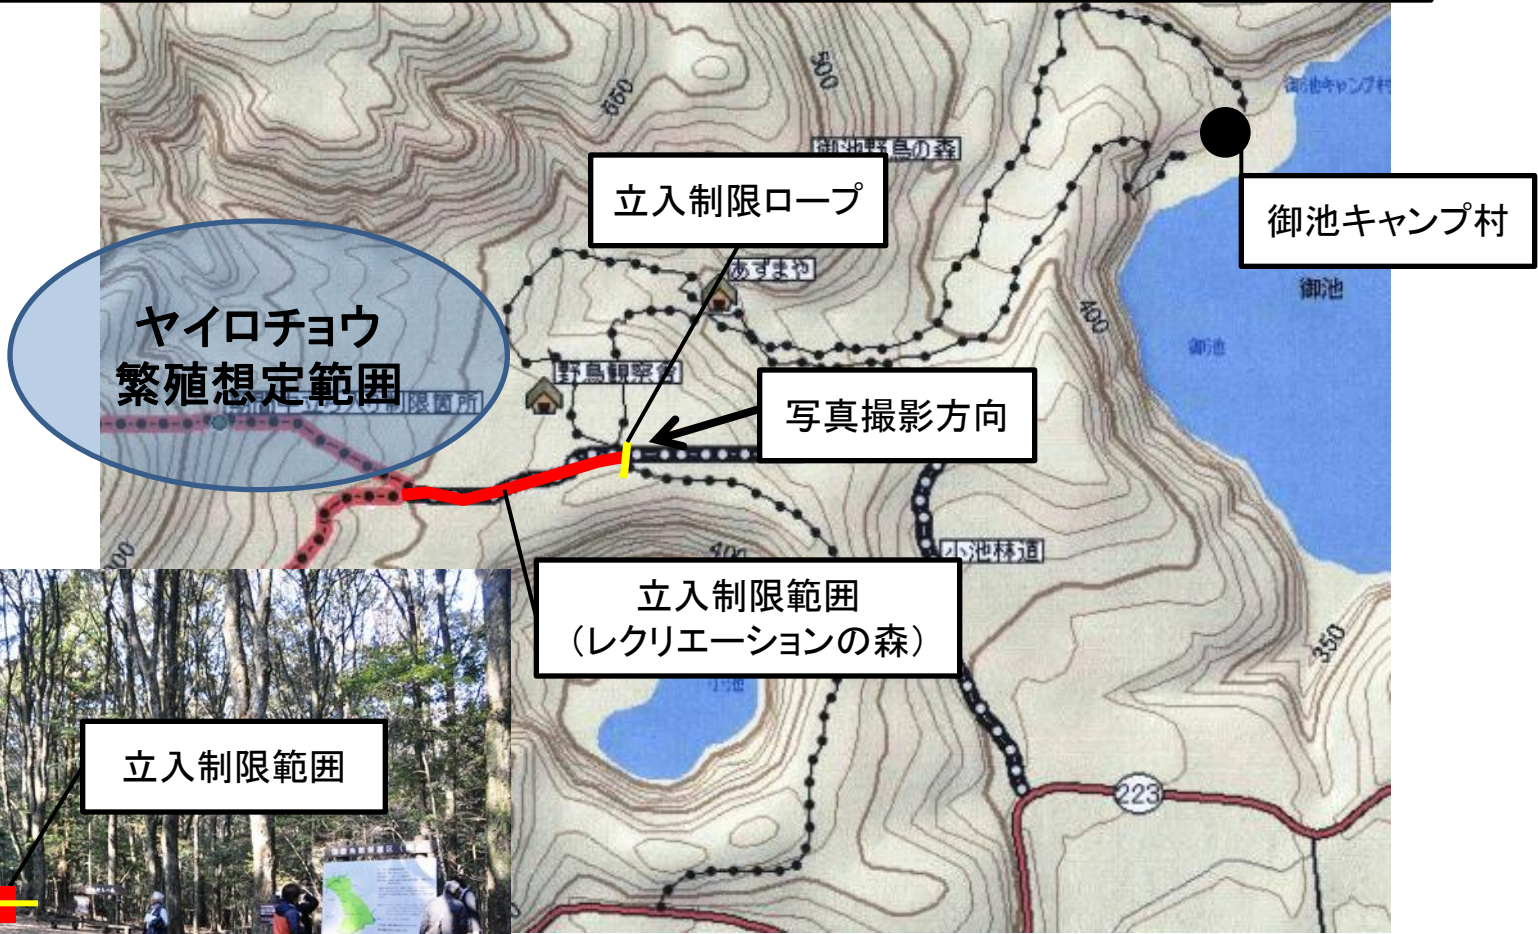 550
500
御池キャンプ村
御池野鳥の森
立入制限ロープ
御池キャンプ村
あずまや
御池
400
御池
ヤイロチョウ
繁殖想定範囲
野鳥観察舎
写真撮影方向
400
小池林道
立入制限範囲
（レクリエーションの森）
350
小池
立入制限範囲
223